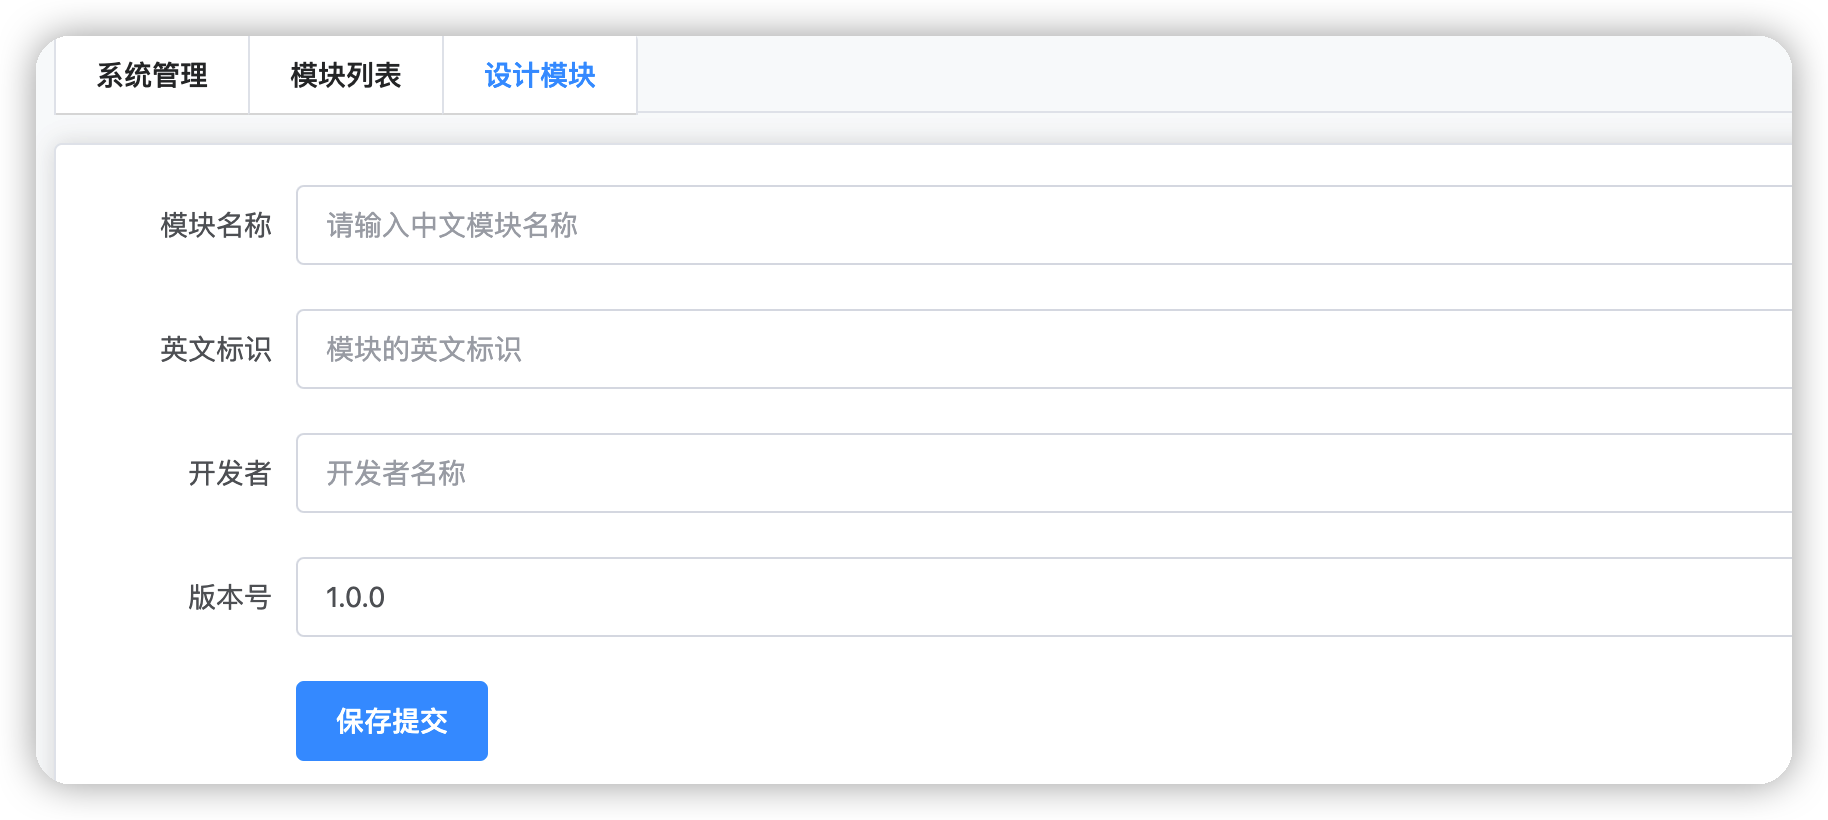 系统管理 模块列表 设计模块
模块名称 请输入中文模块名称
英文标识 模块的英文标识
开发者 开发者名称
版本号 1.0.0
保存提交